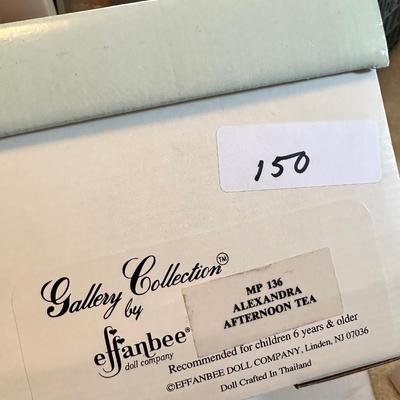 150
Gallery Collection™
by
effanbee®
doll company
MP 136
ALEXANDRA
AFTERNOON TEA
Recommended for children 6 years & older
©EFFANBEE DOLL COMPANY, Linden, NJ 07036
Doll Crafted In Thailand